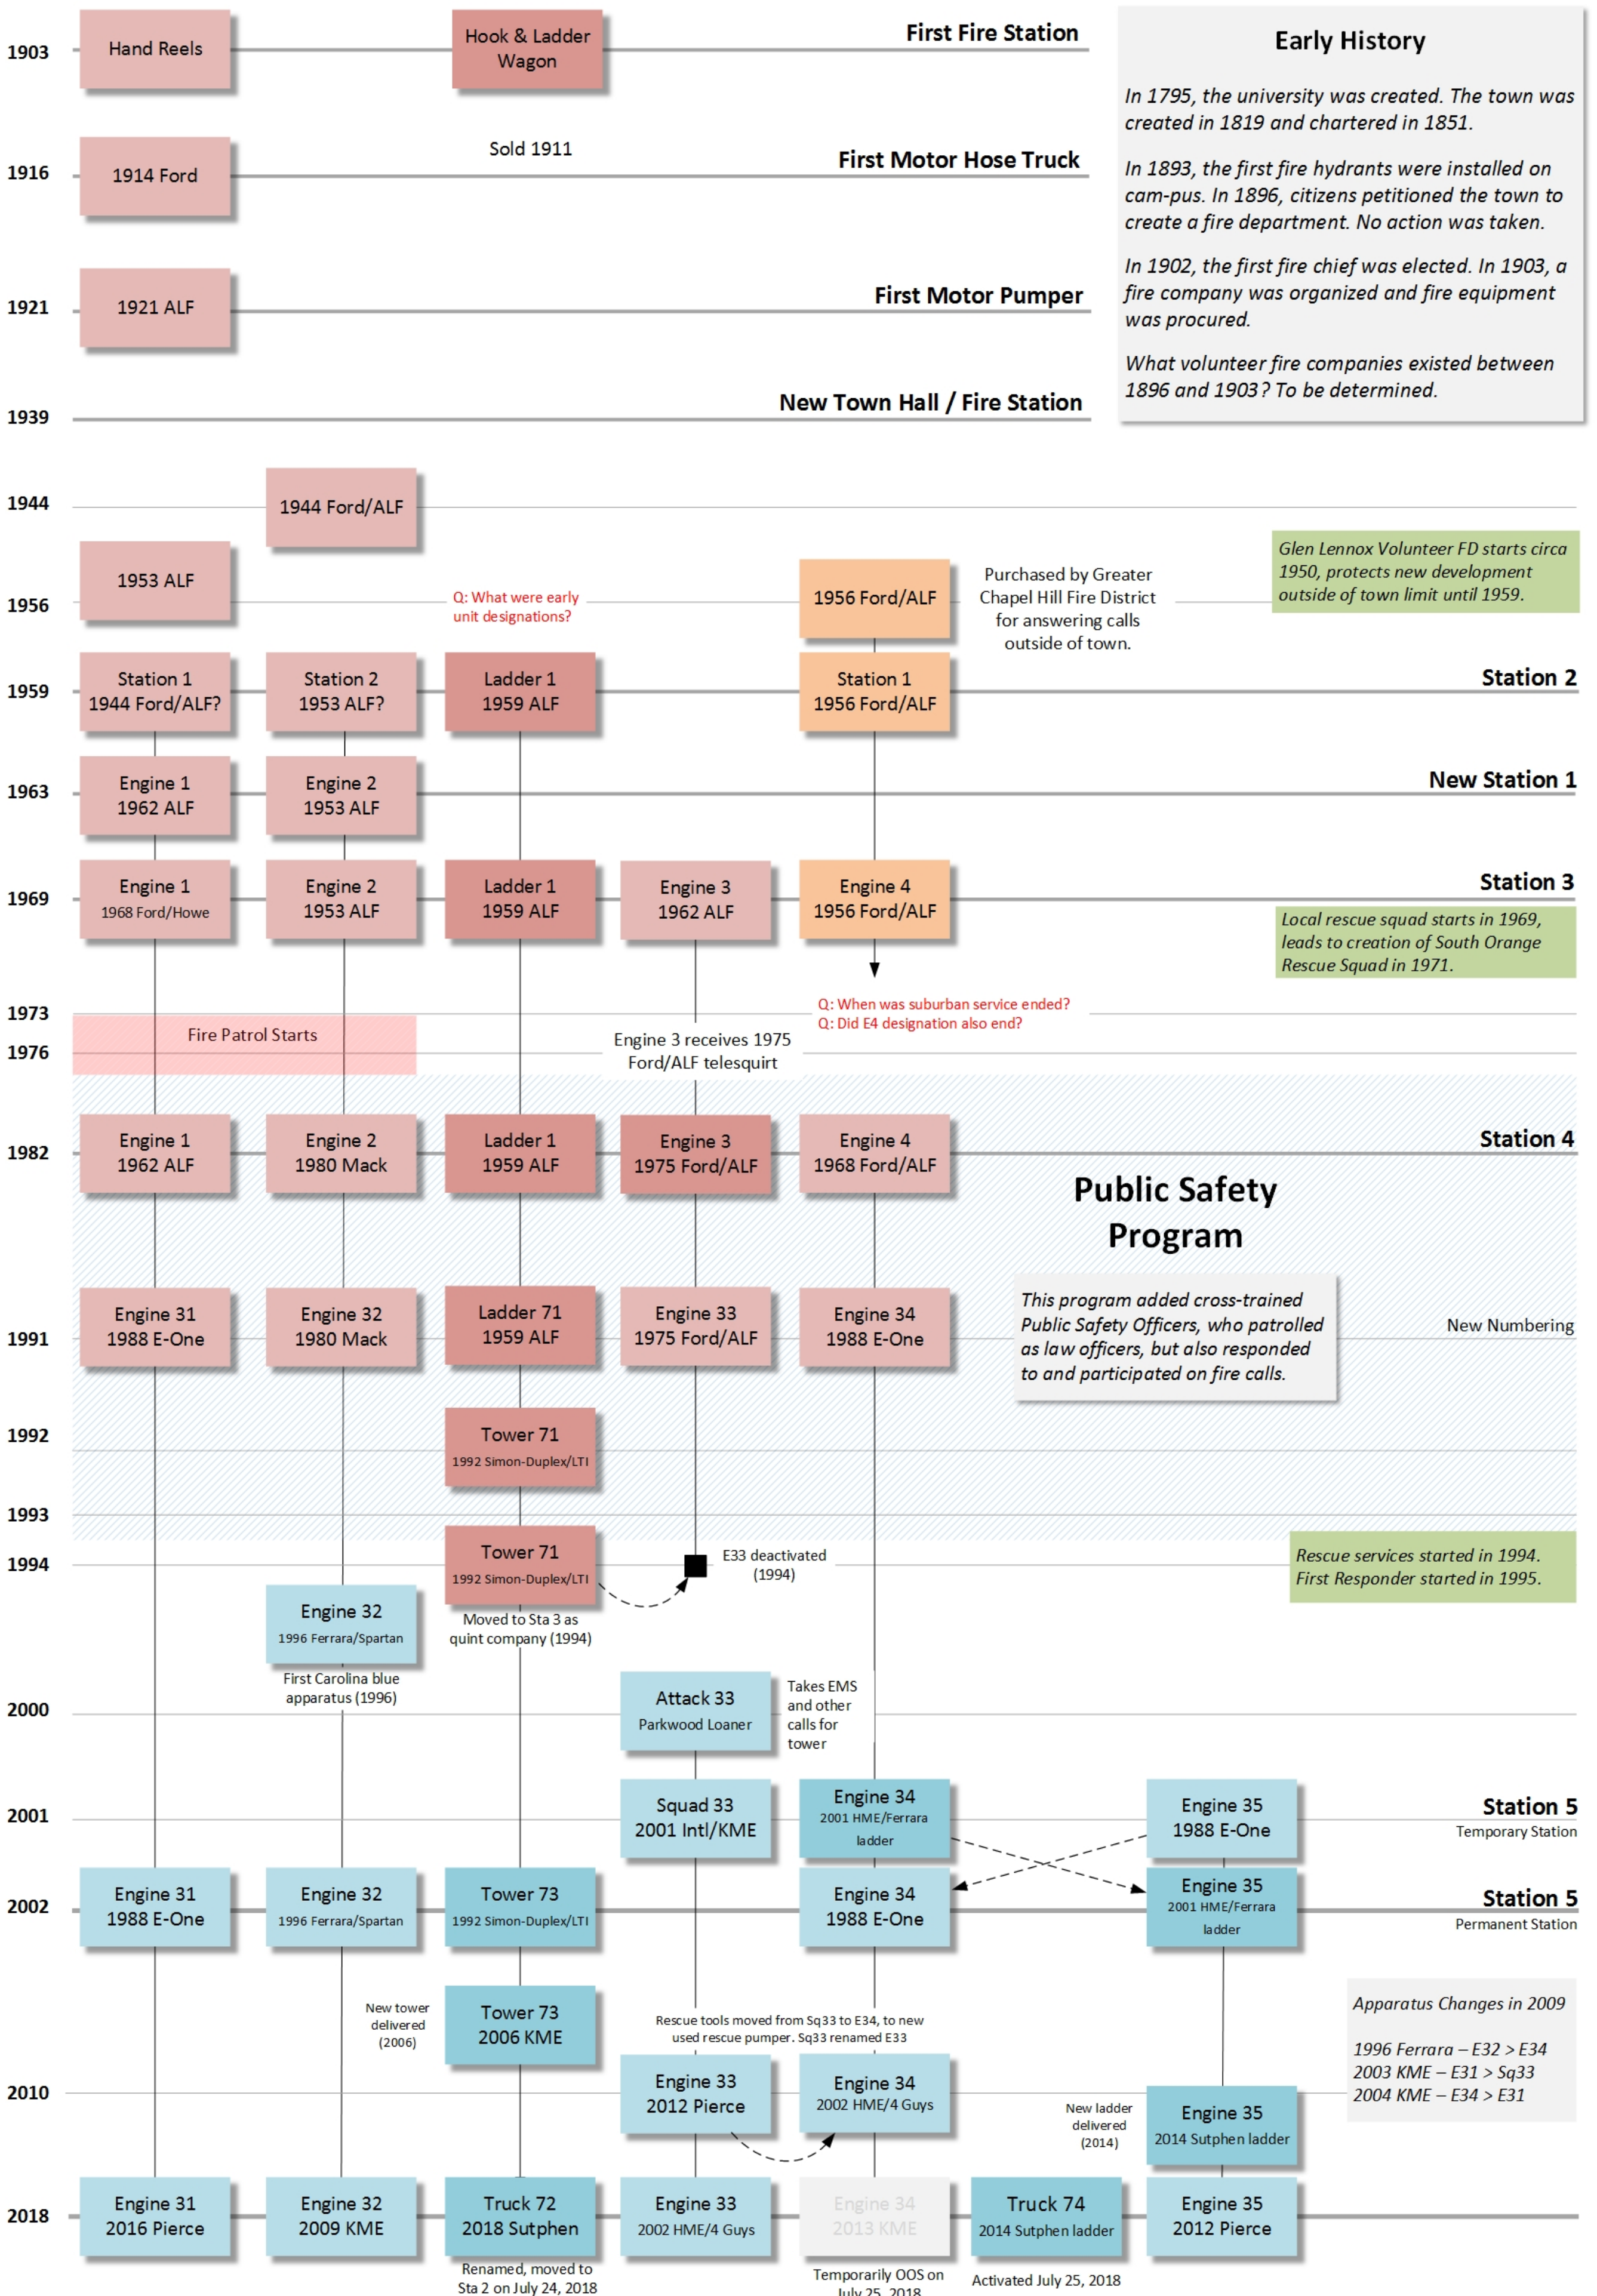 1903
Hand Reels
Hook & Ladder
Wagon
First Fire Station
Early History
In 1795, the university was created. The town was
created in 1819 and chartered in 1851.
In 1893, the first fire hydrants were installed on
cam-pus. In 1896, citizens petitioned the town to
create a fire department. No action was taken.
In 1902, the first fire chief was elected. In 1903, a
fire company was organized and fire equipment
was procured.
What volunteer fire companies existed between
1896 and 1903? To be determined.
1916
1914 Ford
Sold 1911
First Motor Hose Truck
1921
1921 ALF
First Motor Pumper
1939
New Town Hall / Fire Station
1944
1944 Ford/ALF
1953 ALF
1956
Q: What were early
unit designations?
1956 Ford/ALF
Purchased by Greater
Chapel Hill Fire District
for answering calls
outside of town.
Glen Lennox Volunteer FD starts circa
1950, protects new development
outside of town limit until 1959.
1959
Station 1
1944 Ford/ALF?
Station 2
1953 ALF?
Ladder 1
1959 ALF
Station 1
1956 Ford/ALF
Station 2
1963
Engine 1
1962 ALF
Engine 2
1953 ALF
New Station 1
1969
Engine 1
1968 Ford/Howe
Engine 2
1953 ALF
Ladder 1
1959 ALF
Engine 3
1962 ALF
Engine 4
1956 Ford/ALF
Station 3
Local rescue squad starts in 1969,
leads to creation of South Orange
Rescue Squad in 1971.
1973
Q: When was suburban service ended?
Q: Did E4 designation also end?
Fire Patrol Starts
1976
Engine 3 receives 1975
Ford/ALF telesquirt
1982
Engine 1
1962 ALF
Engine 2
1980 Mack
Ladder 1
1959 ALF
Engine 3
1975 Ford/ALF
Engine 4
1968 Ford/ALF
Station 4
Public Safety
Program
This program added cross-trained
Public Safety Officers, who patrolled
as law officers, but also responded
to and participated on fire calls.
1991
Engine 31
1988 E-One
Engine 32
1980 Mack
Ladder 71
1959 ALF
Engine 33
1975 Ford/ALF
Engine 34
1988 E-One
New Numbering
1992
Tower 71
1992 Simon-Duplex/LTI
1993
1994
Tower 71
1992 Simon-Duplex/LTI
Moved to Sta 3 as
quint company (1994)
E33 deactivated
(1994)
Rescue services started in 1994.
First Responder started in 1995.
Engine 32
1996 Ferrara/Spartan
First Carolina blue
apparatus (1996)
2000
Attack 33
Parkwood Loaner
Takes EMS
and other
calls for
tower
2001
Squad 33
2001 Intl/KME
Engine 34
2001 HME/Ferrara
ladder
Engine 35
1988 E-One
Station 5
Temporary Station
2002
Engine 31
1988 E-One
Engine 32
1996 Ferrara/Spartan
Tower 73
1992 Simon-Duplex/LTI
Engine 34
1988 E-One
Engine 35
2001 HME/Ferrara
ladder
Station 5
Permanent Station
New tower
delivered
(2006)
Tower 73
2006 KME
Rescue tools moved from Sq33 to E34, to new
used rescue pumper. Sq33 renamed E33
Apparatus Changes in 2009
1996 Ferrara – E32 > E34
2003 KME – E31 > Sq33
2004 KME – E34 > E31
2010
Engine 33
2012 Pierce
Engine 34
2002 HME/4 Guys
New ladder
delivered
(2014)
Engine 35
2014 Sutphen ladder
2018
Engine 31
2016 Pierce
Engine 32
2009 KME
Truck 72
2018 Sutphen
Engine 33
2002 HME/4 Guys
Engine 34
2013 KME
Truck 74
2014 Sutphen ladder
Engine 35
2012 Pierce
Renamed, moved to
Sta 2 on July 24, 2018
Temporarily OOS on
July 25, 2018
Activated July 25, 2018